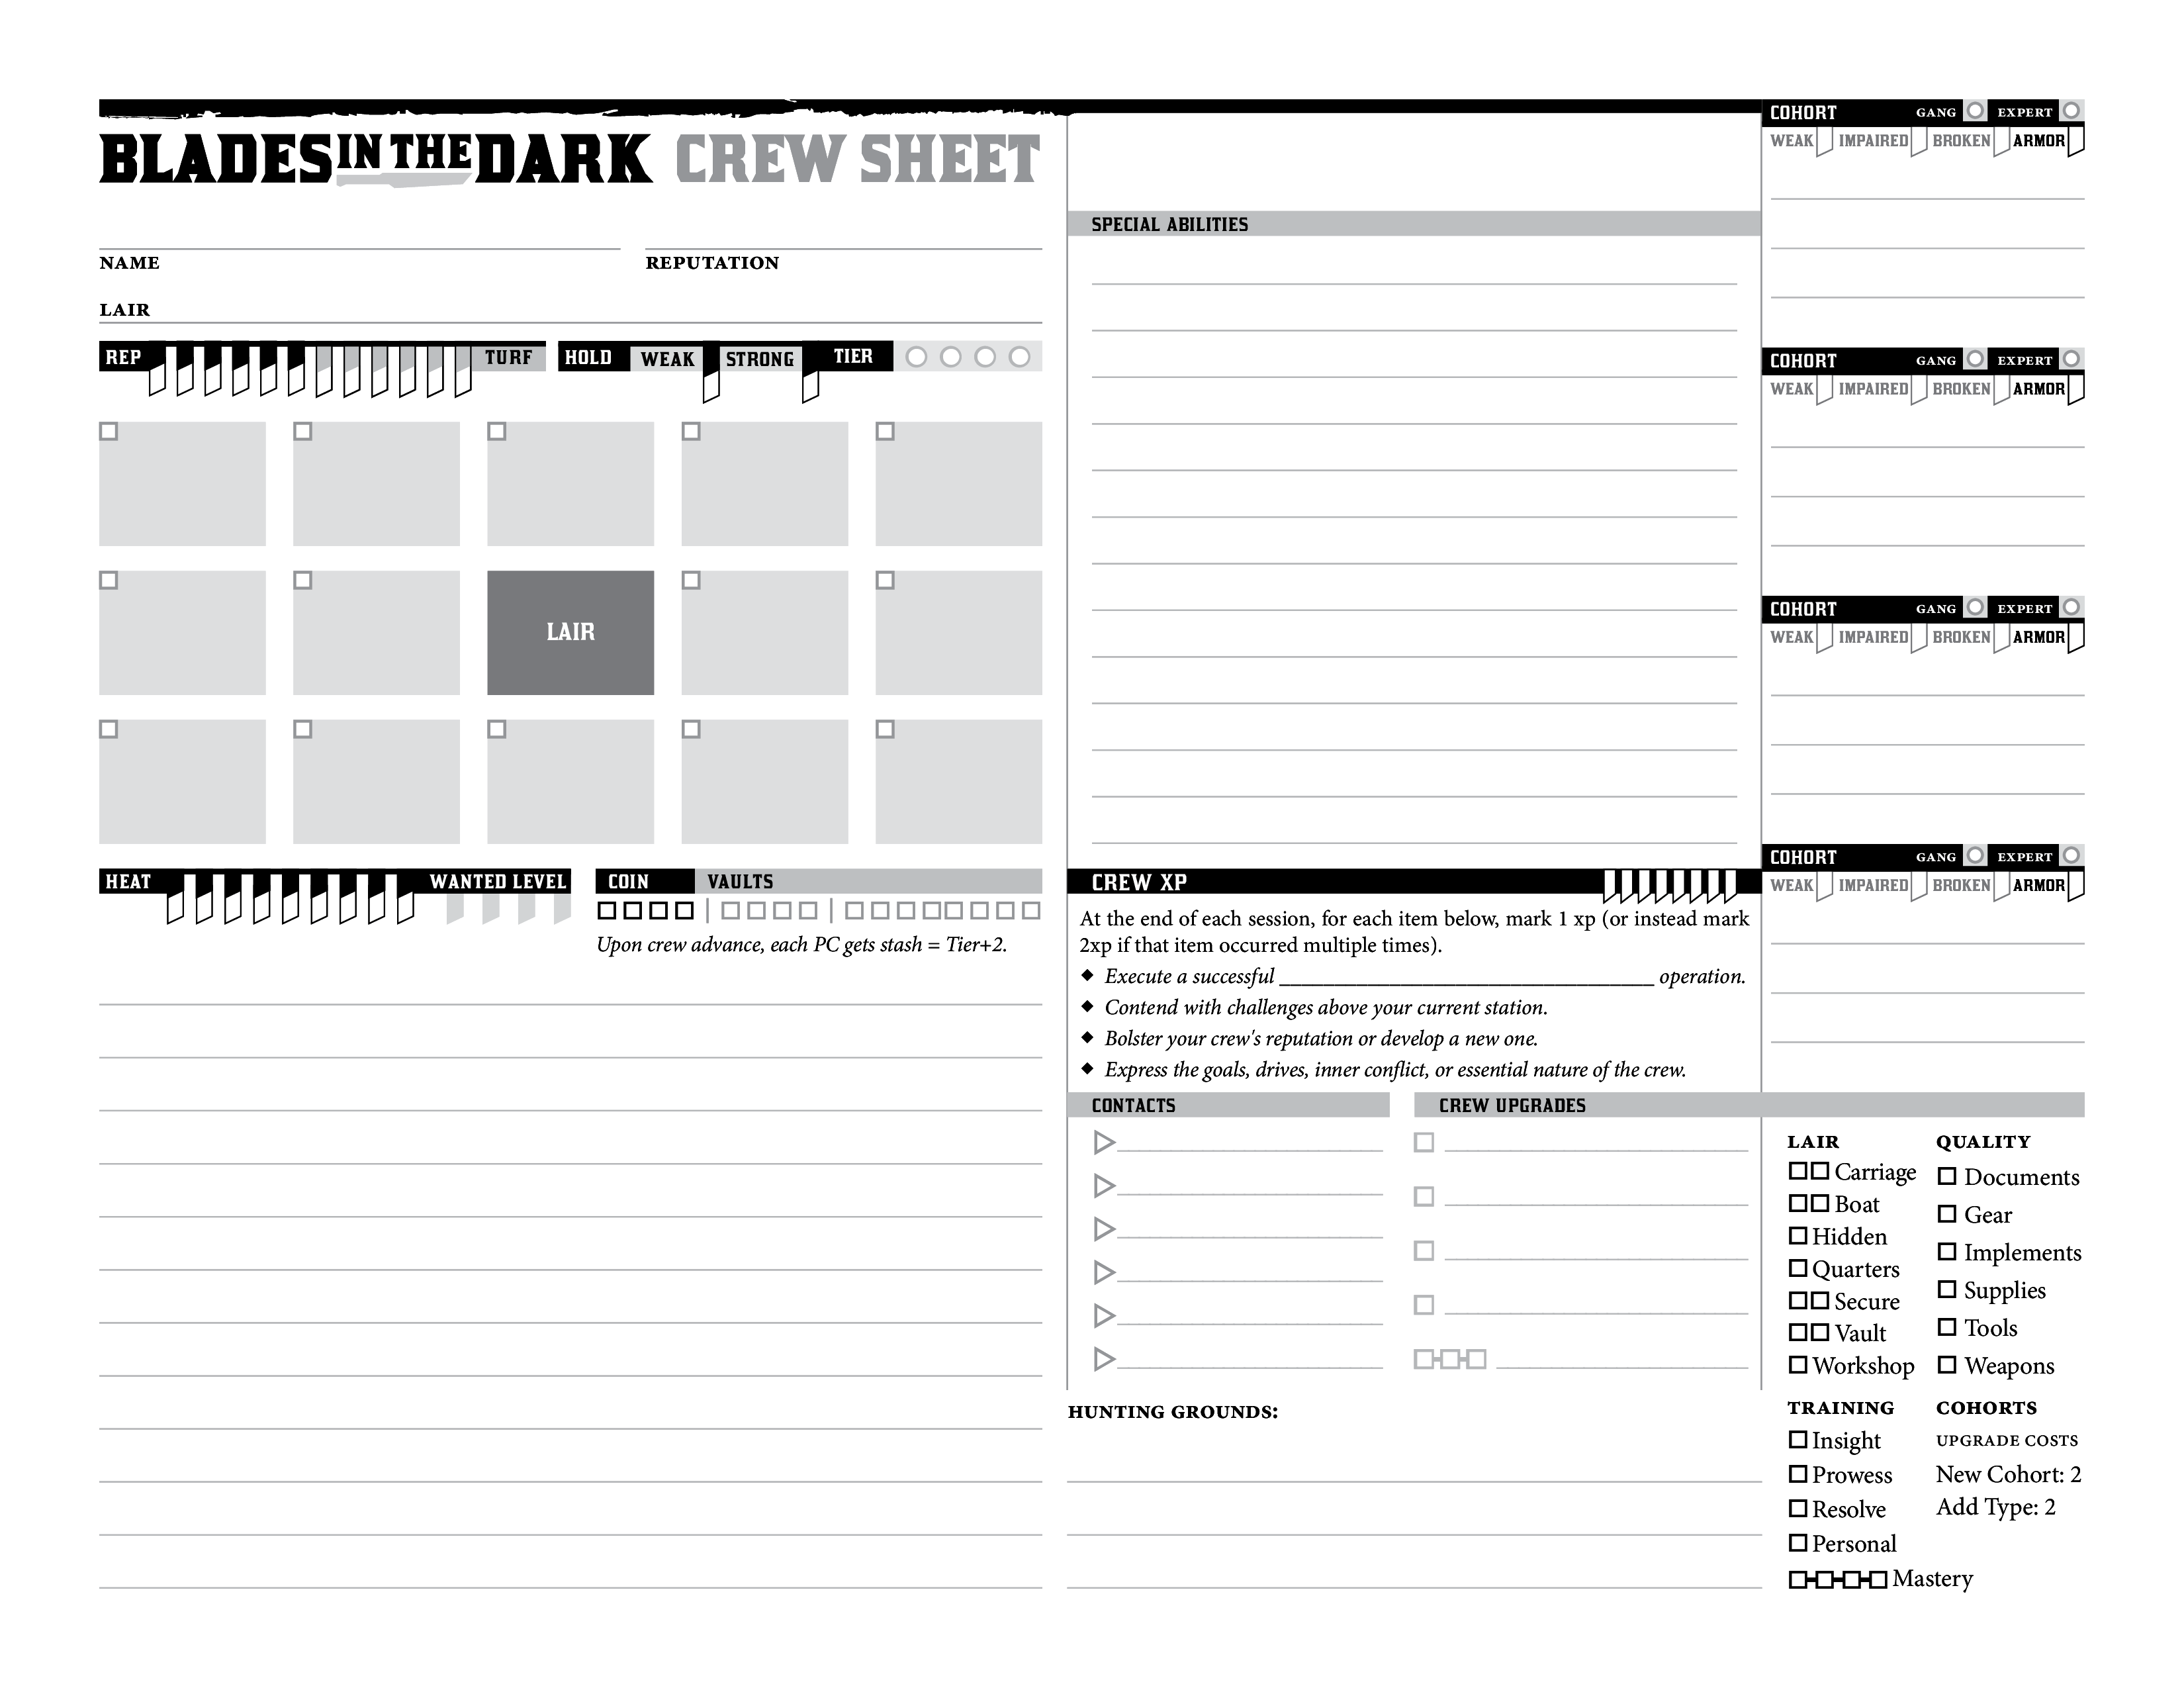 BLADES IN THE DARK CREW SHEET
NAME
REPUTATION
LAIR
REP TURF
HOLD WEAK STRONG TIER
LAIR
HEAT WANTED LEVEL
COIN VAULTS
Upon crew advance, each PC gets stash = Tier+2.
SPECIAL ABILITIES
CREW XP
At the end of each session, for each item below, mark 1 xp (or instead mark
2xp if that item occurred multiple times).
◆ Execute a successful __________________________________ operation.
◆ Contend with challenges above your current station.
◆ Bolster your crew's reputation or develop a new one.
◆ Express the goals, drives, inner conflict, or essential nature of the crew.
CONTACTS
CREW UPGRADES
HUNTING GROUNDS:
COHORT GANG EXPERT
WEAK IMPAIRED BROKEN ARMOR
COHORT GANG EXPERT
WEAK IMPAIRED BROKEN ARMOR
COHORT GANG EXPERT
WEAK IMPAIRED BROKEN ARMOR
COHORT GANG EXPERT
WEAK IMPAIRED BROKEN ARMOR
LAIR
Carriage
Boat
Hidden
Quarters
Secure
Vault
Workshop
QUALITY
Documents
Gear
Implements
Supplies
Tools
Weapons
TRAINING
Insight
Prowess
Resolve
Personal
Mastery
COHORTS
UPGRADE COSTS
New Cohort: 2
Add Type: 2